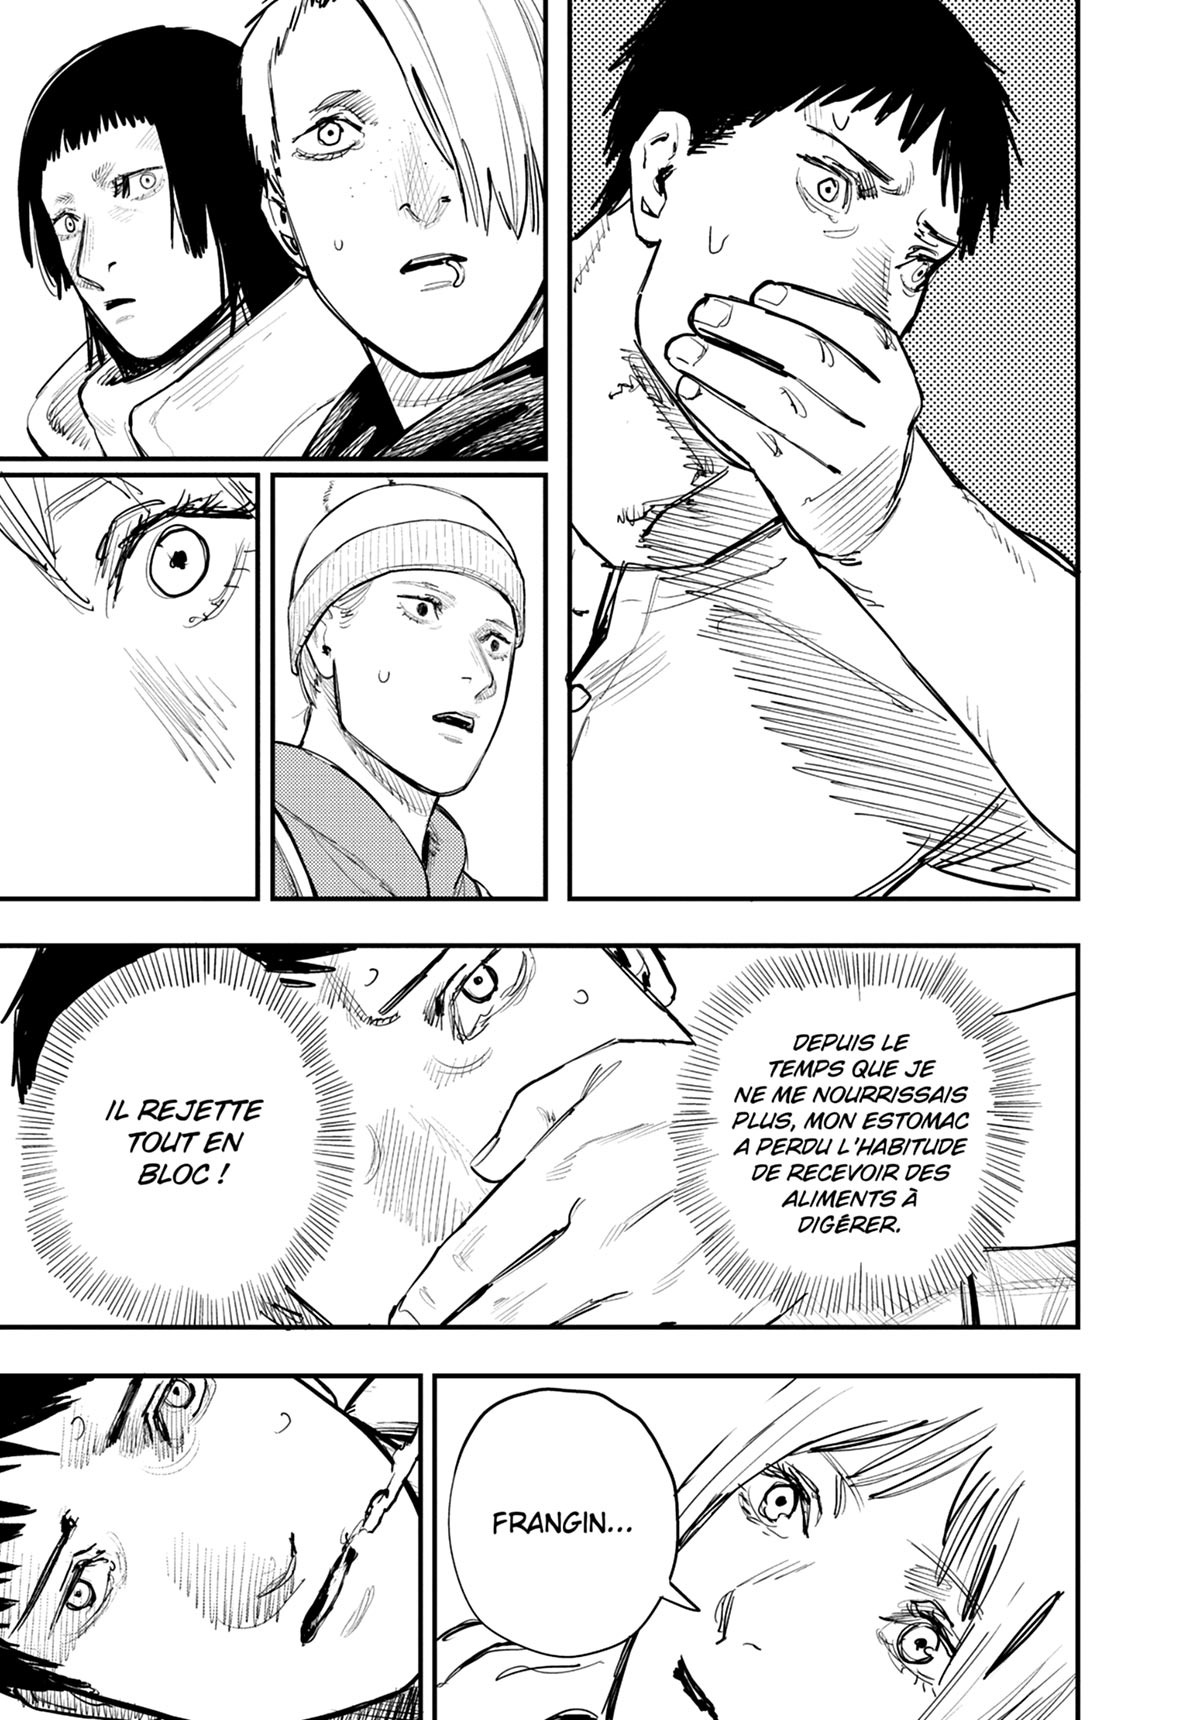 DEPUIS LE
TEMPS QUE JE
NE ME NOURRISSAIS
PLUS, MON ESTOMAC
A PERDU L'HABITUDE
DE RECEVOIR DES
ALIMENTS À
DIGÉRER.
IL REJETTE
TOUT EN
BLOC !
FRANGIN...